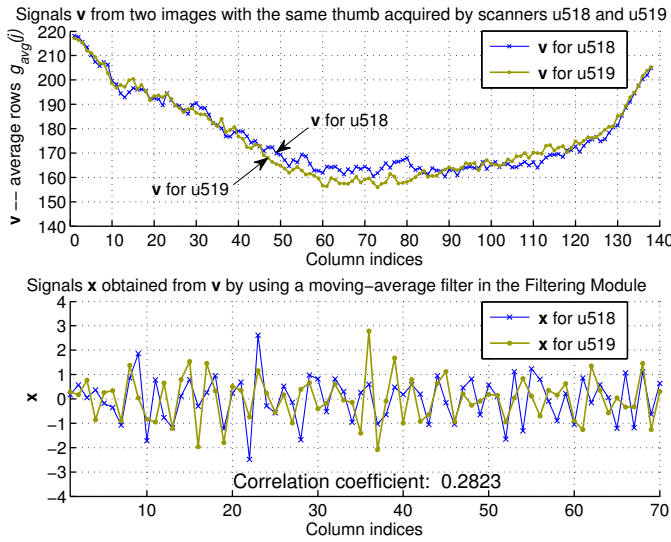 Signals v from two images with the same thumb acquired by scanners u518 and u519
220
210
200
190
180
170
160
150
140
v −− average rows g_avg(j)
v for u518
v for u519
v for u518
v for u519
0 10 20 30 40 50 60 70 80 90 100 110 120 130 140
Column indices
Signals x obtained from v by using a moving−average filter in the Filtering Module
4
3
2
1
0
−1
−2
−3
−4
x
x for u518
x for u519
Correlation coefficient: 0.2823
10 20 30 40 50 60 70
Column indices